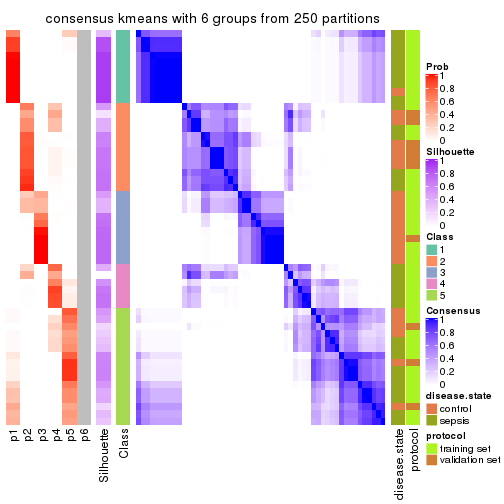 consensus kmeans with 6 groups from 250 partitions
Prob
1
0.8
0.6
0.4
0.2
0
Silhouette
1
0.8
0.6
0.4
0.2
0
Class
1
2
3
4
5
Consensus
1
0.8
0.6
0.4
0.2
0
disease.state
control
sepsis
protocol
training set
validation set
p1
p2
p3
p4
p5
p6
Silhouette
Class
disease.state
protocol